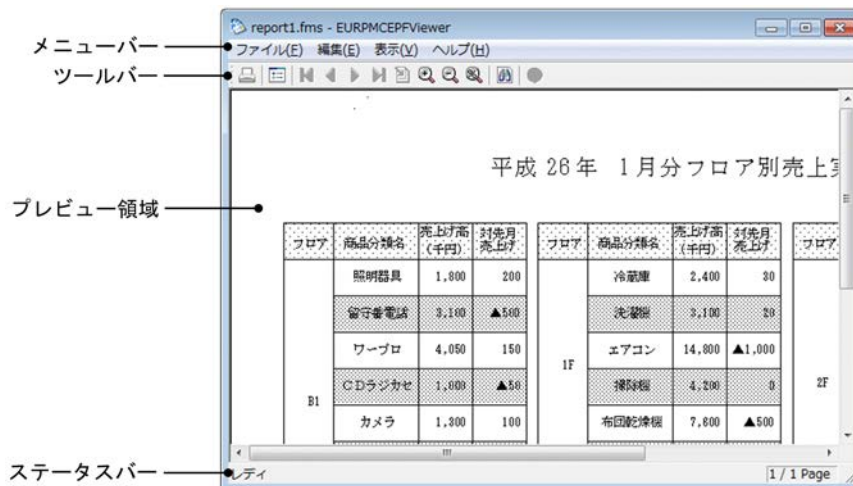 report1.fms - EURPMCEPFViewer
メニューバー
ファイル(F) 編集(E) 表示(V) ヘルプ(H)
ツールバー
平成 26年 1月分フロア別売上実
プレビュー領域
フロア 商品分類名 売上げ高(千円) 対先月売上げ フロア 商品分類名 売上げ高(千円) 対先月売上げ フロア
照明器具 1,800 200 冷蔵庫 2,400 30
留守番電話 3,100 ▲500 洗濯機 3,100 20
ワープロ 4,050 150 1F エアコン 14,800 ▲1,000
B1 CDラジカセ 1,000 ▲50 掃除機 4,200 0 2F
カメラ 1,300 100 布団乾燥機 7,800 ▲500
ステータスバー
レディ 1 / 1 Page